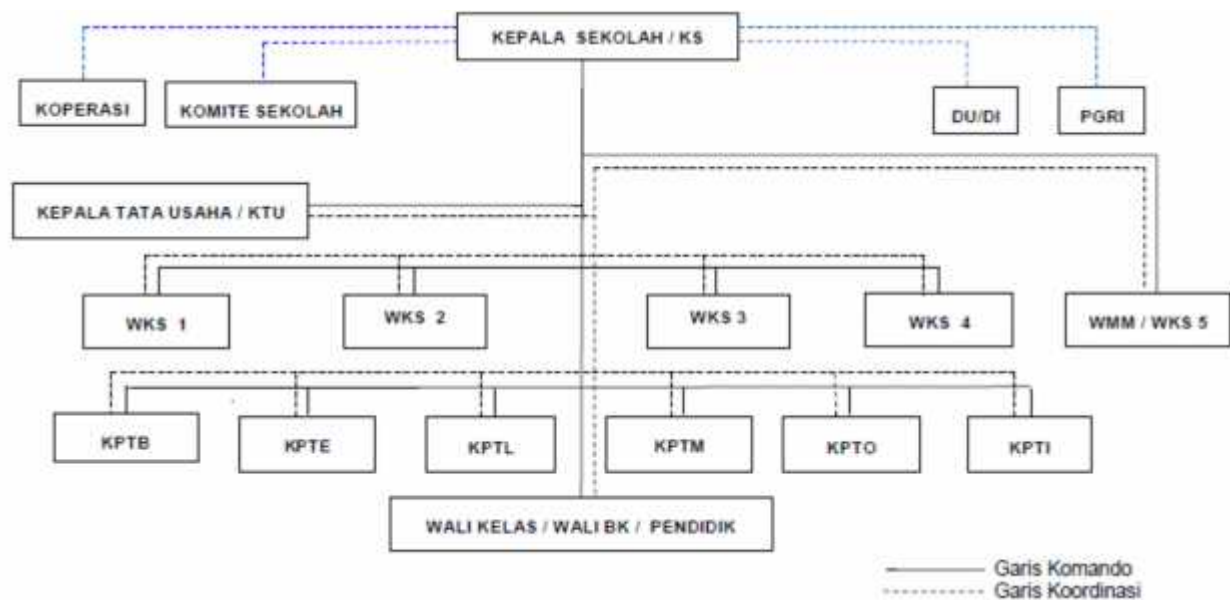 KEPALA SEKOLAH / KS
KOPERASI
KOMITE SEKOLAH
DU/DI
PGRI
KEPALA TATA USAHA / KTU
WKS 1
WKS 2
WKS 3
WKS 4
WMM / WKS 5
KPTB
KPTE
KPTL
KPTM
KPTO
KPTI
WALI KELAS / WALI BK / PENDIDIK
Garis Komando
Garis Koordinasi